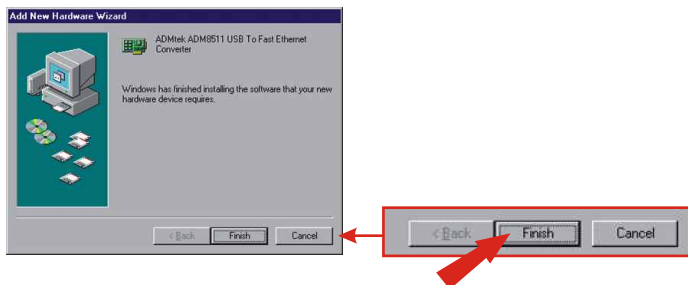 Add New Hardware Wizard
ADMtek ADM8511 USB To Fast Ethernet
Converter
Windows has finished installing the software that your new
hardware device requires.
< Back Finish Cancel
< Back Finish Cancel